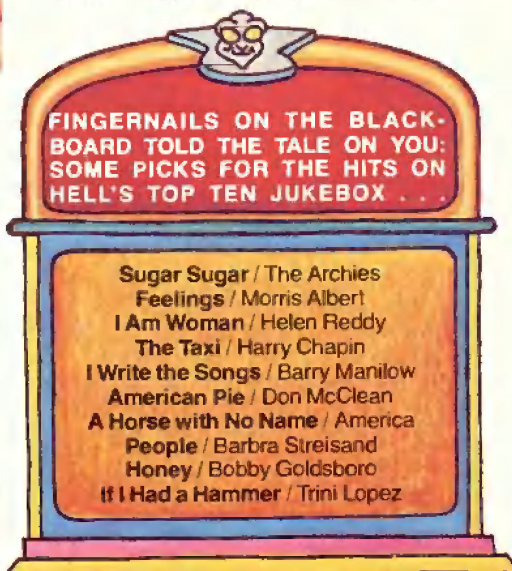 FINGERNAILS ON THE BLACK-
BOARD TOLD THE TALE ON YOU:
SOME PICKS FOR THE HITS ON
HELL'S TOP TEN JUKEBOX . . .
Sugar Sugar / The Archies
Feelings / Morris Albert
I Am Woman / Helen Reddy
The Taxi / Harry Chapin
I Write the Songs / Barry Manilow
American Pie / Don McClean
A Horse with No Name / America
People / Barbra Streisand
Honey / Bobby Goldsboro
If I Had a Hammer / Trini Lopez